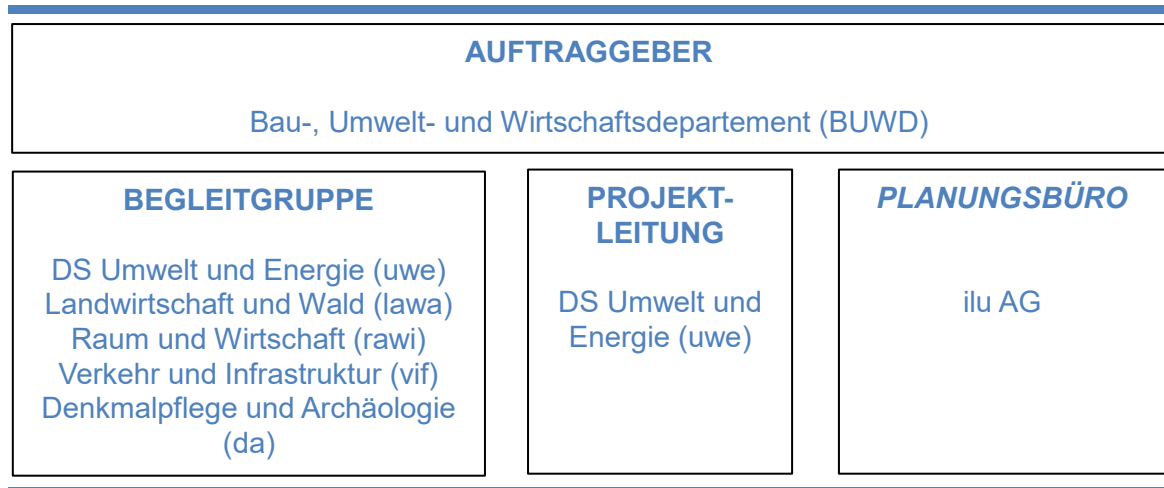 AUFTRAGGEBER
Bau-, Umwelt- und Wirtschaftsdepartement (BUWD)
BEGLEITGRUPPE
DS Umwelt und Energie (uwe)
Landwirtschaft und Wald (lawa)
Raum und Wirtschaft (rawi)
Verkehr und Infrastruktur (vif)
Denkmalpflege und Archäologie
(da)
PROJEKT-
LEITUNG
DS Umwelt und
Energie (uwe)
PLANUNGSBÜRO
ilu AG